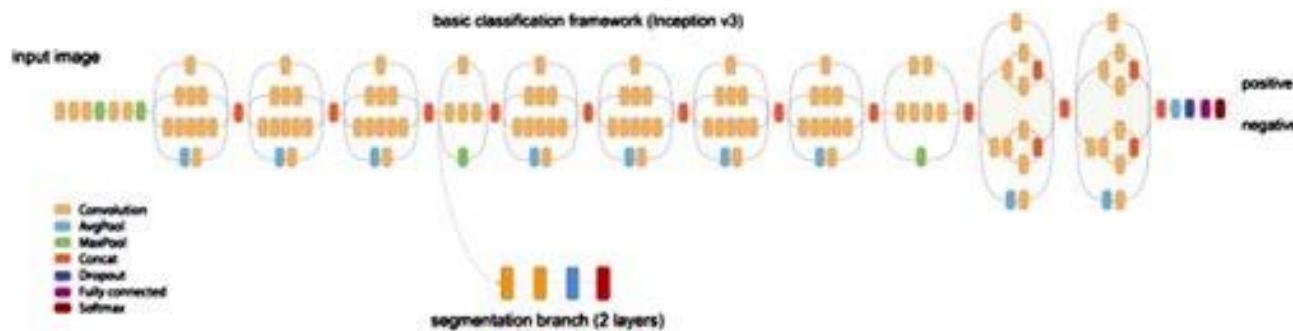 basic classification framework (Inception v3)
input image
positive
negative
Convolution
AvgPool
MaxPool
Concat
Dropout
Fully connected
Softmax
segmentation branch (2 layers)